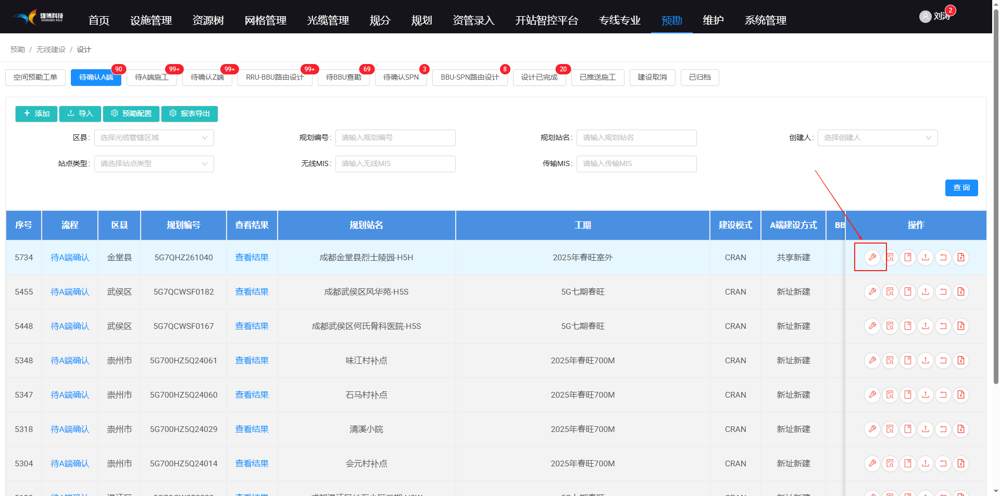 雄博科技
XIONGBO KEJI
首页 设施管理 资源树 网格管理 光缆管理 规分 规划 资管录入 开站智控平台 专线专业 预勘 维护 系统管理 刘涛 2
预勘 / 无线建设 / 设计
空间预勘工单 待确认A端 90 待A端施工 99+ 待确认Z端 99+ RRU-BBU路由设计 99+ 待BBU查勘 69 待确认SPN 3 BBU-SPN路由设计 8 设计已完成 20 已推送施工 建设取消 已归档
添加 导入 预勘配置 报表导出
区县: 选择光缆管辖区域 规划编号: 请输入规划编号 规划站名: 请输入规划站名 创建人: 选择创建人
站点类型: 请选择站点类型 无线MIS: 请输入无线MIS 传输MIS: 请输入传输MIS
查 询
序号 流程 区县 规划编号 查看结果 规划站名 工期 建设模式 A端建设方式 BB 操作
5734 待A端确认 金堂县 5G7QHZ261040 查看结果 成都金堂县烈士陵园-H5H 2025年春旺室外 CRAN 共享新建
5455 待A端确认 武侯区 5G7QCWSF0182 查看结果 成都武侯区风华苑-H5S 5G七期春旺 CRAN 新址新建
5448 待A端确认 武侯区 5G7QCWSF0167 查看结果 成都武侯区何氏骨科医院-H5S 5G七期春旺 CRAN 新址新建
5348 待A端确认 崇州市 5G700HZ5Q24061 查看结果 味江村补点 2025年春旺700M CRAN 新址新建
5347 待A端确认 崇州市 5G700HZ5Q24060 查看结果 石马村补点 2025年春旺700M CRAN 新址新建
5318 待A端确认 崇州市 5G700HZ5Q24029 查看结果 清溪小院 2025年春旺700M CRAN 新址新建
5304 待A端确认 崇州市 5G700HZ5Q24014 查看结果 会元村补点 2025年春旺700M CRAN 新址新建